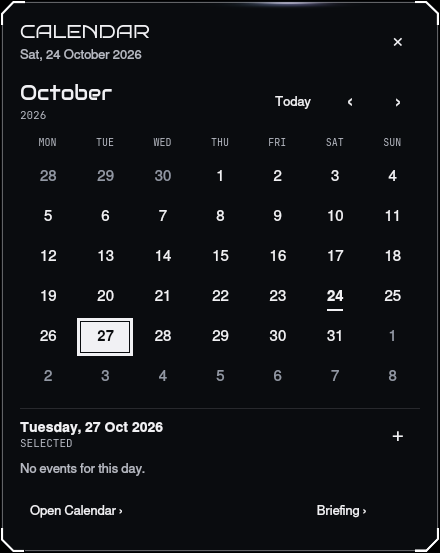 CALENDAR
Sat, 24 October 2026
×
October
2026
Today ‹ ›
MON TUE WED THU FRI SAT SUN
28 29 30 1 2 3 4
5 6 7 8 9 10 11
12 13 14 15 16 17 18
19 20 21 22 23 24 25
26 27 28 29 30 31 1
2 3 4 5 6 7 8
Tuesday, 27 Oct 2026
SELECTED
+
No events for this day.
Open Calendar › Briefing ›